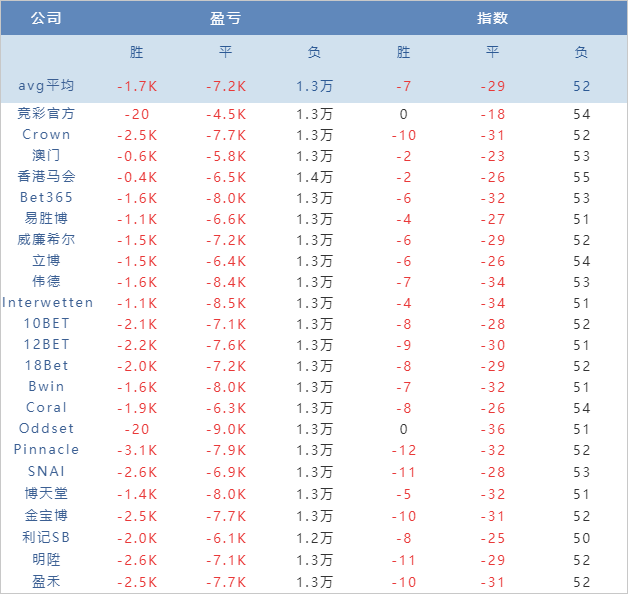 公司 盈亏 指数
胜 平 负 胜 平 负
avg平均 -1.7K -7.2K 1.3万 -7 -29 52
竞彩官方 -20 -4.5K 1.3万 0 -18 54
Crown -2.5K -7.7K 1.3万 -10 -31 52
澳门 -0.6K -5.8K 1.3万 -2 -23 53
香港马会 -0.4K -6.5K 1.4万 -2 -26 55
Bet365 -1.6K -8.0K 1.3万 -6 -32 53
易胜博 -1.1K -6.6K 1.3万 -4 -27 51
威廉希尔 -1.5K -7.2K 1.3万 -6 -29 52
立博 -1.5K -6.4K 1.3万 -6 -26 54
伟德 -1.6K -8.4K 1.3万 -7 -34 53
Interwetten -1.1K -8.5K 1.3万 -4 -34 51
10BET -2.1K -7.1K 1.3万 -8 -28 52
12BET -2.2K -7.6K 1.3万 -9 -30 51
18Bet -2.0K -7.2K 1.3万 -8 -29 52
Bwin -1.6K -8.0K 1.3万 -7 -32 51
Coral -1.9K -6.3K 1.3万 -8 -26 54
Oddset -20 -9.0K 1.3万 0 -36 51
Pinnacle -3.1K -7.9K 1.3万 -12 -32 52
SNAI -2.6K -6.9K 1.3万 -11 -28 53
博天堂 -1.4K -8.0K 1.3万 -5 -32 51
金宝博 -2.5K -7.7K 1.3万 -10 -31 52
利记SB -2.0K -6.1K 1.2万 -8 -25 50
明陞 -2.6K -7.1K 1.3万 -11 -29 52
盈禾 -2.5K -7.7K 1.3万 -10 -31 52